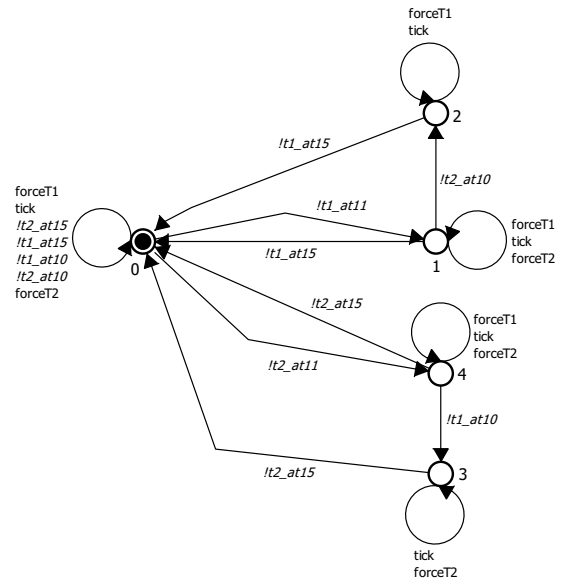 forceT1
tick
2
!t1_at15
!t2_at10
forceT1
tick
!t2_at15
!t1_at15
!t1_at10
!t2_at10
forceT2
0
!t1_at11
!t1_at15
forceT1
tick
forceT2
1
!t2_at15
!t2_at11
forceT1
tick
forceT2
4
!t1_at10
!t2_at15
3
tick
forceT2